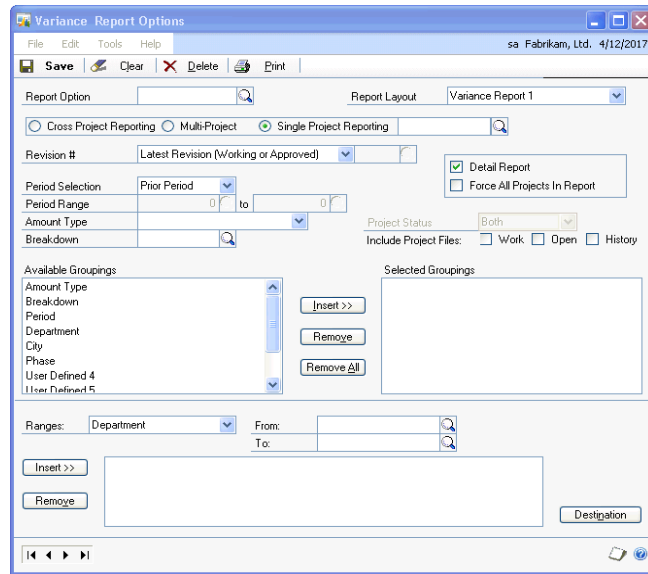 Variance Report Options
File Edit Tools Help sa Fabrikam, Ltd. 4/12/2017
Save Clear Delete Print
Report Option Report Layout Variance Report 1
Cross Project Reporting Multi-Project Single Project Reporting
Revision # Latest Revision (Working or Approved)
Detail Report
Force All Projects In Report
Period Selection Prior Period
Period Range 0 to 0
Amount Type Project Status Both
Breakdown Include Project Files: Work Open History
Available Groupings Selected Groupings
Amount Type
Breakdown
Period
Department
City
Phase
User Defined 4
User Defined 5
Insert >>
Remove
Remove All
Ranges: Department From:
To:
Insert >>
Remove
Destination